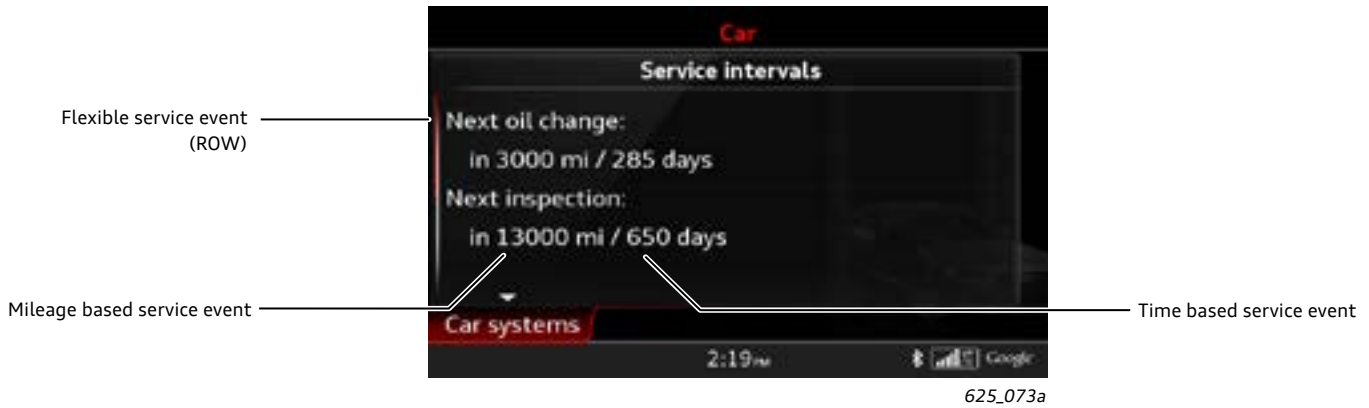 Car
Service intervals
Flexible service event
(ROW)
Next oil change:
in 3000 mi / 285 days
Next inspection:
in 13000 mi / 650 days
Mileage based service event
Time based service event
Car systems
2:19PM
Google
625_073a